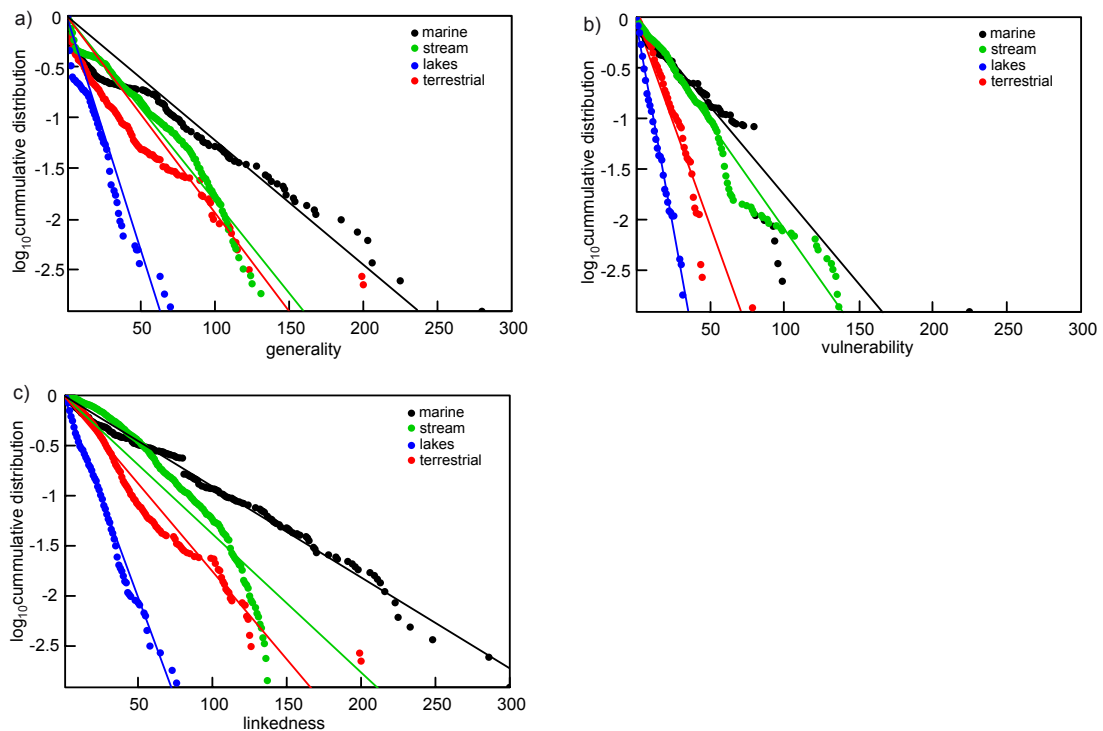 a)
0
-0.5
-1
-1.5
-2
-2.5
log10cummulative distribution
marine
stream
lakes
terrestrial
50 100 150 200 250 300
generality
b)
0
-0.5
-1
-1.5
-2
-2.5
log10cummulative distribution
marine
stream
lakes
terrestrial
50 100 150 200 250 300
vulnerability
c)
0
-0.5
-1
-1.5
-2
-2.5
log10cummulative distribution
marine
stream
lakes
terrestrial
50 100 150 200 250 300
linkedness